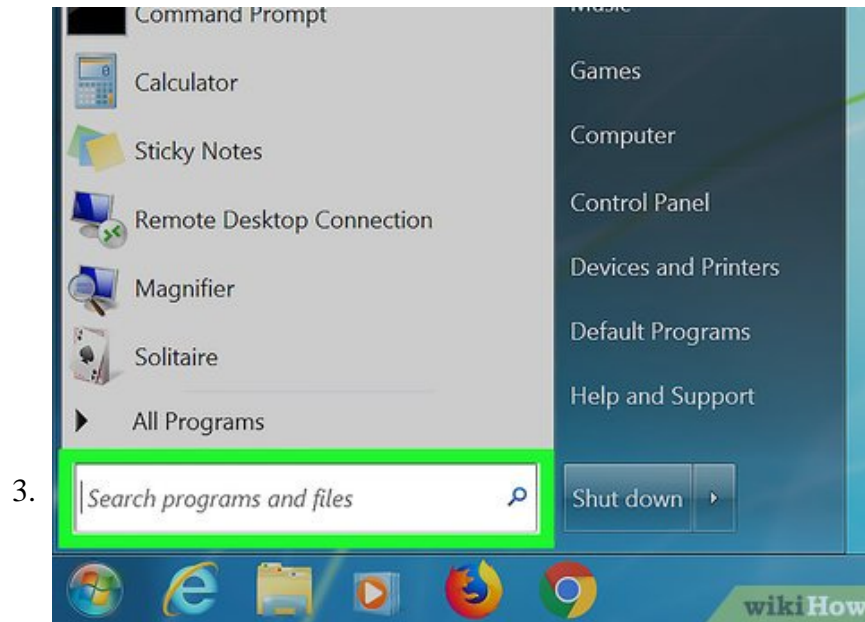 Command Prompt
Calculator
Sticky Notes
Remote Desktop Connection
Magnifier
Solitaire
All Programs
Search programs and files
Music
Games
Computer
Control Panel
Devices and Printers
Default Programs
Help and Support
Shut down
3.
wikiHow